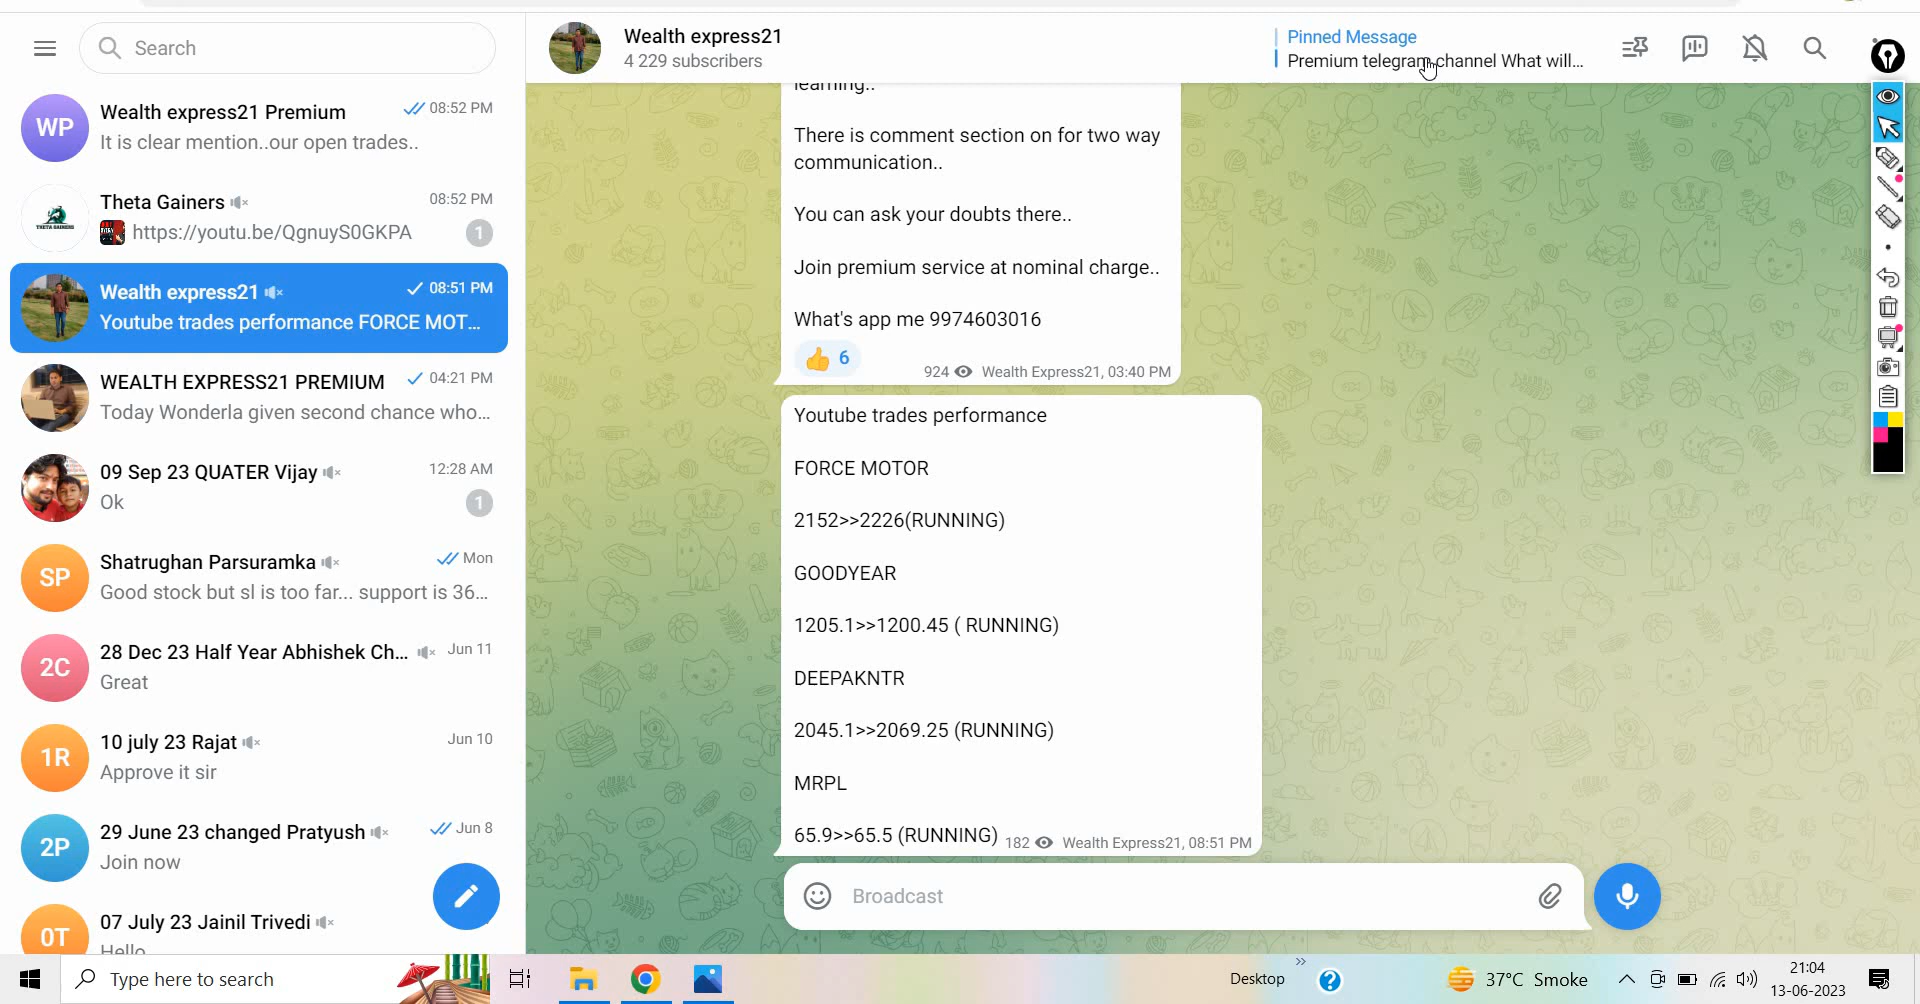 Search
Wealth express21 Premium
08:52 PM
It is clear mention..our open trades..
Theta Gainers
08:52 PM
https://youtu.be/QgnuyS0GKPA
1
Wealth express21
08:51 PM
Youtube trades performance FORCE MOT...
WEALTH EXPRESS21 PREMIUM
04:21 PM
Today Wonderla given second chance who...
09 Sep 23 QUATER Vijay
12:28 AM
Ok
1
Shatrughan Parsuramka
Mon
Good stock but sl is too far... support is 36...
28 Dec 23 Half Year Abhishek Ch...
Jun 11
Great
10 july 23 Rajat
Jun 10
Approve it sir
29 June 23 changed Pratyush
Jun 8
Join now
07 July 23 Jainil Trivedi
Hello
WP
THETA GAINERS
SP
2C
1R
2P
0T
Wealth express21
4 229 subscribers
Pinned Message
Premium telegram channel What will...
learning..
There is comment section on for two way
communication..
You can ask your doubts there..
Join premium service at nominal charge..
What's app me 9974603016
6
924 Wealth Express21, 03:40 PM
Youtube trades performance
FORCE MOTOR
2152>>2226(RUNNING)
GOODYEAR
1205.1>>1200.45 ( RUNNING)
DEEPAKNTR
2045.1>>2069.25 (RUNNING)
MRPL
65.9>>65.5 (RUNNING)
182 Wealth Express21, 08:51 PM
Broadcast
Type here to search
Desktop
37°C Smoke
21:04
13-06-2023